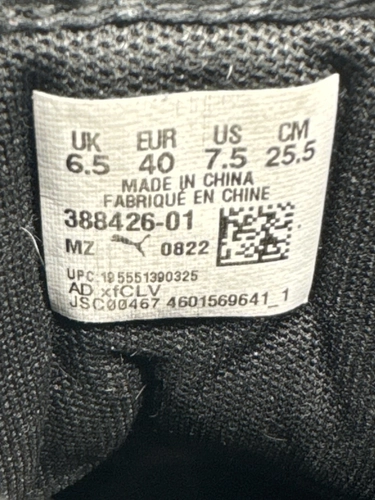 UK EUR US CM
6.5 40 7.5 25.5
MADE IN CHINA
FABRIQUÉ EN CHINE
388426-01
MZ 0822
UPC 195551390325
AD xfCLV
JSC00467 4601569641_1